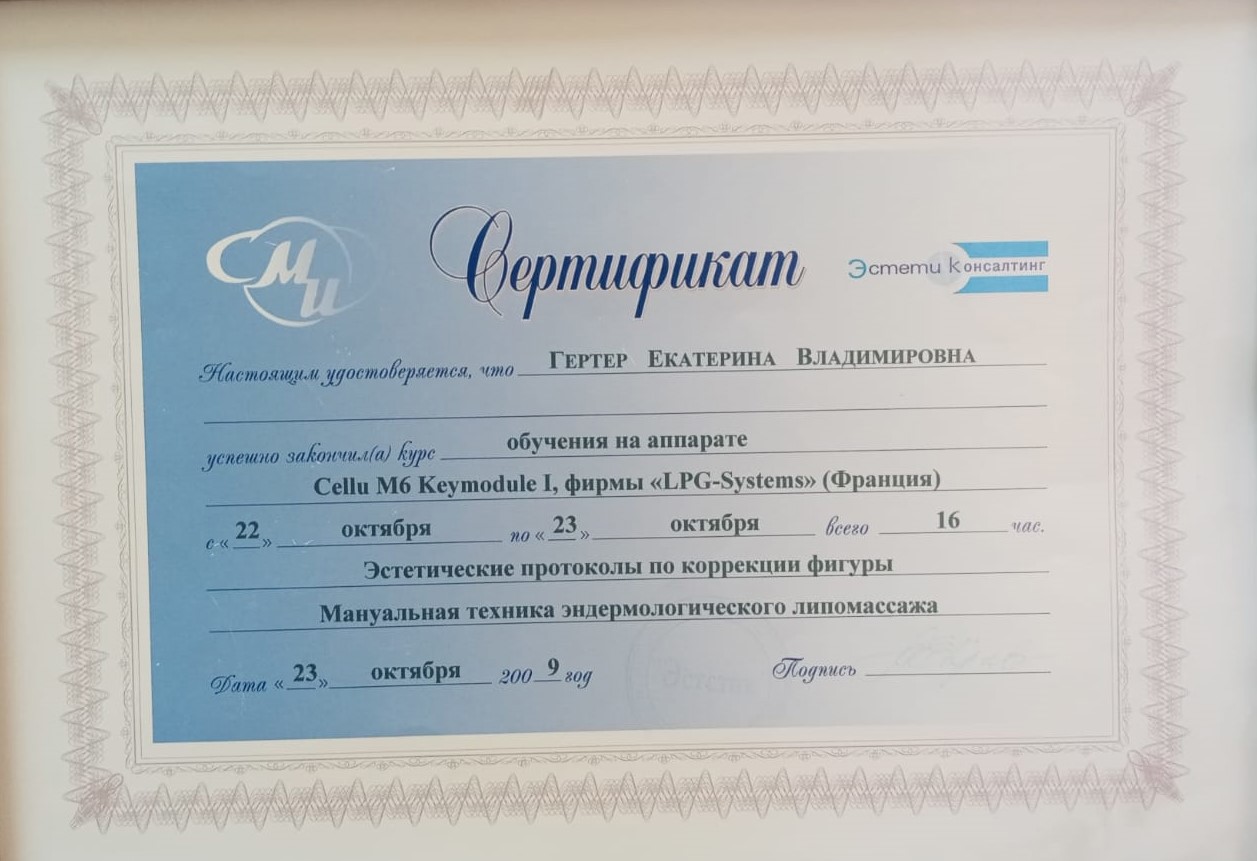 СМИ
Сертификат
Эстети Консалтинг
Настоящим удостоверяется, что ГЕРТЕР ЕКАТЕРИНА ВЛАДИМИРОВНА
успешно закончил(а) курс обучения на аппарате
Cellu M6 Keymodule I, фирмы «LPG-Systems» (Франция)
с «22» октября по «23» октября всего 16 час.
Эстетические протоколы по коррекции фигуры
Мануальная техника эндермологического липомассажа
Дата «23» октября 2009 год Подпись
Эстети